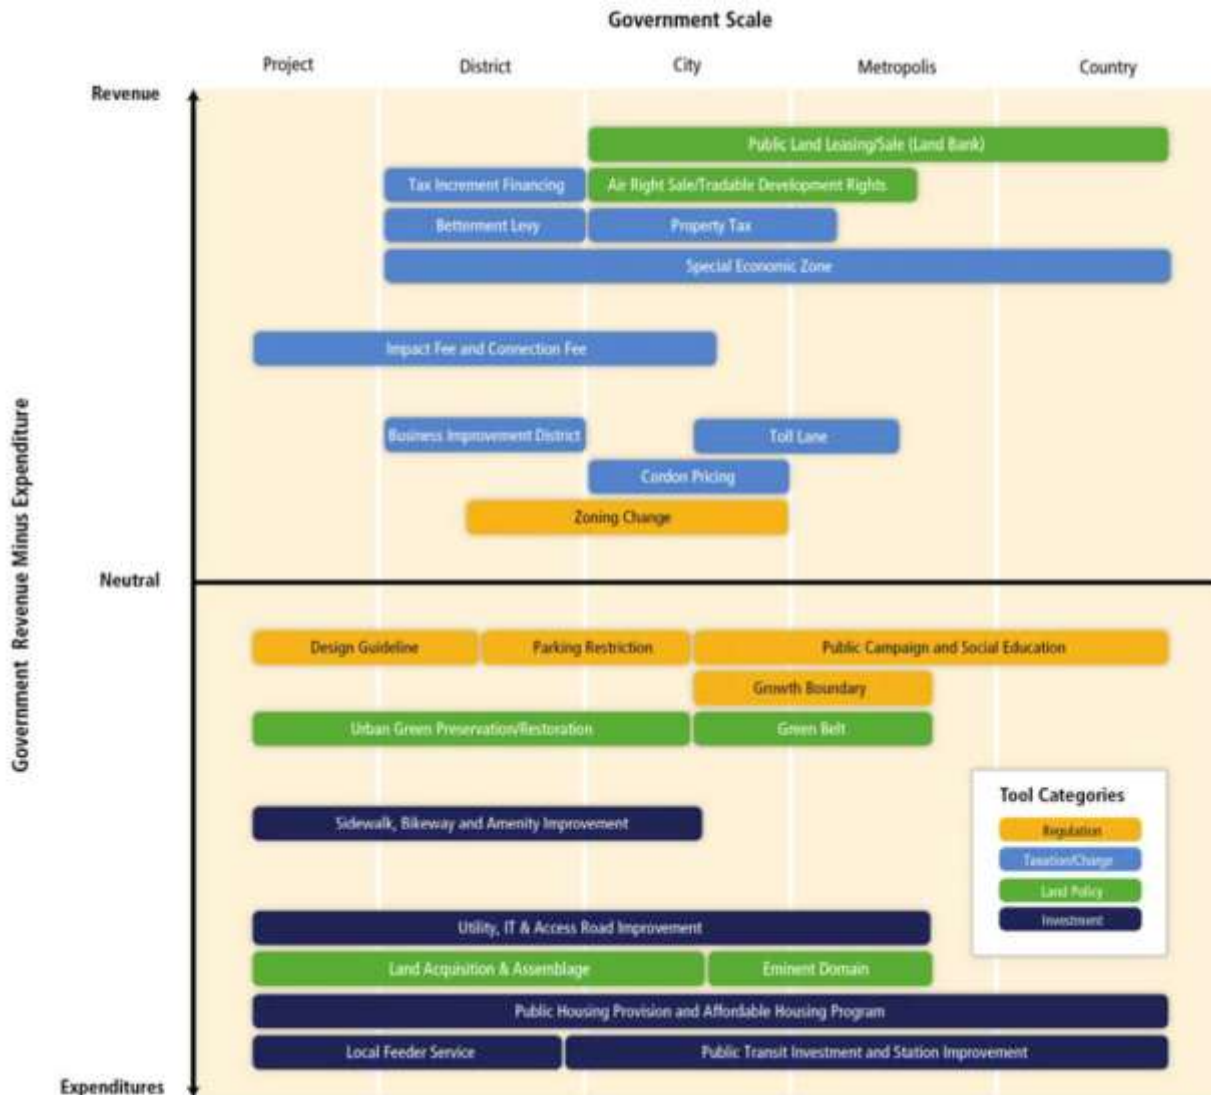 Government Scale
Project District City Metropolis Country
Revenue
Public Land Leasing/Sale (Land Bank)
Tax Increment Financing Air Right Sale/Tradable Development Rights
Betterment Levy Property Tax
Special Economic Zone
Impact Fee and Connection Fee
Business Improvement District Toll Lane
Cordon Pricing
Zoning Change
Government Revenue Minus Expenditure
Neutral
Design Guideline Parking Restriction Public Campaign and Social Education
Growth Boundary
Urban Green Preservation/Restoration Green Belt
Sidewalk, Bikeway and Amenity Improvement
Utility, IT & Access Road Improvement
Land Acquisition & Assemblage Eminent Domain
Public Housing Provision and Affordable Housing Program
Local Feeder Service Public Transit Investment and Station Improvement
Expenditures
Tool Categories
Regulation
Taxation/Charge
Land Policy
Investment